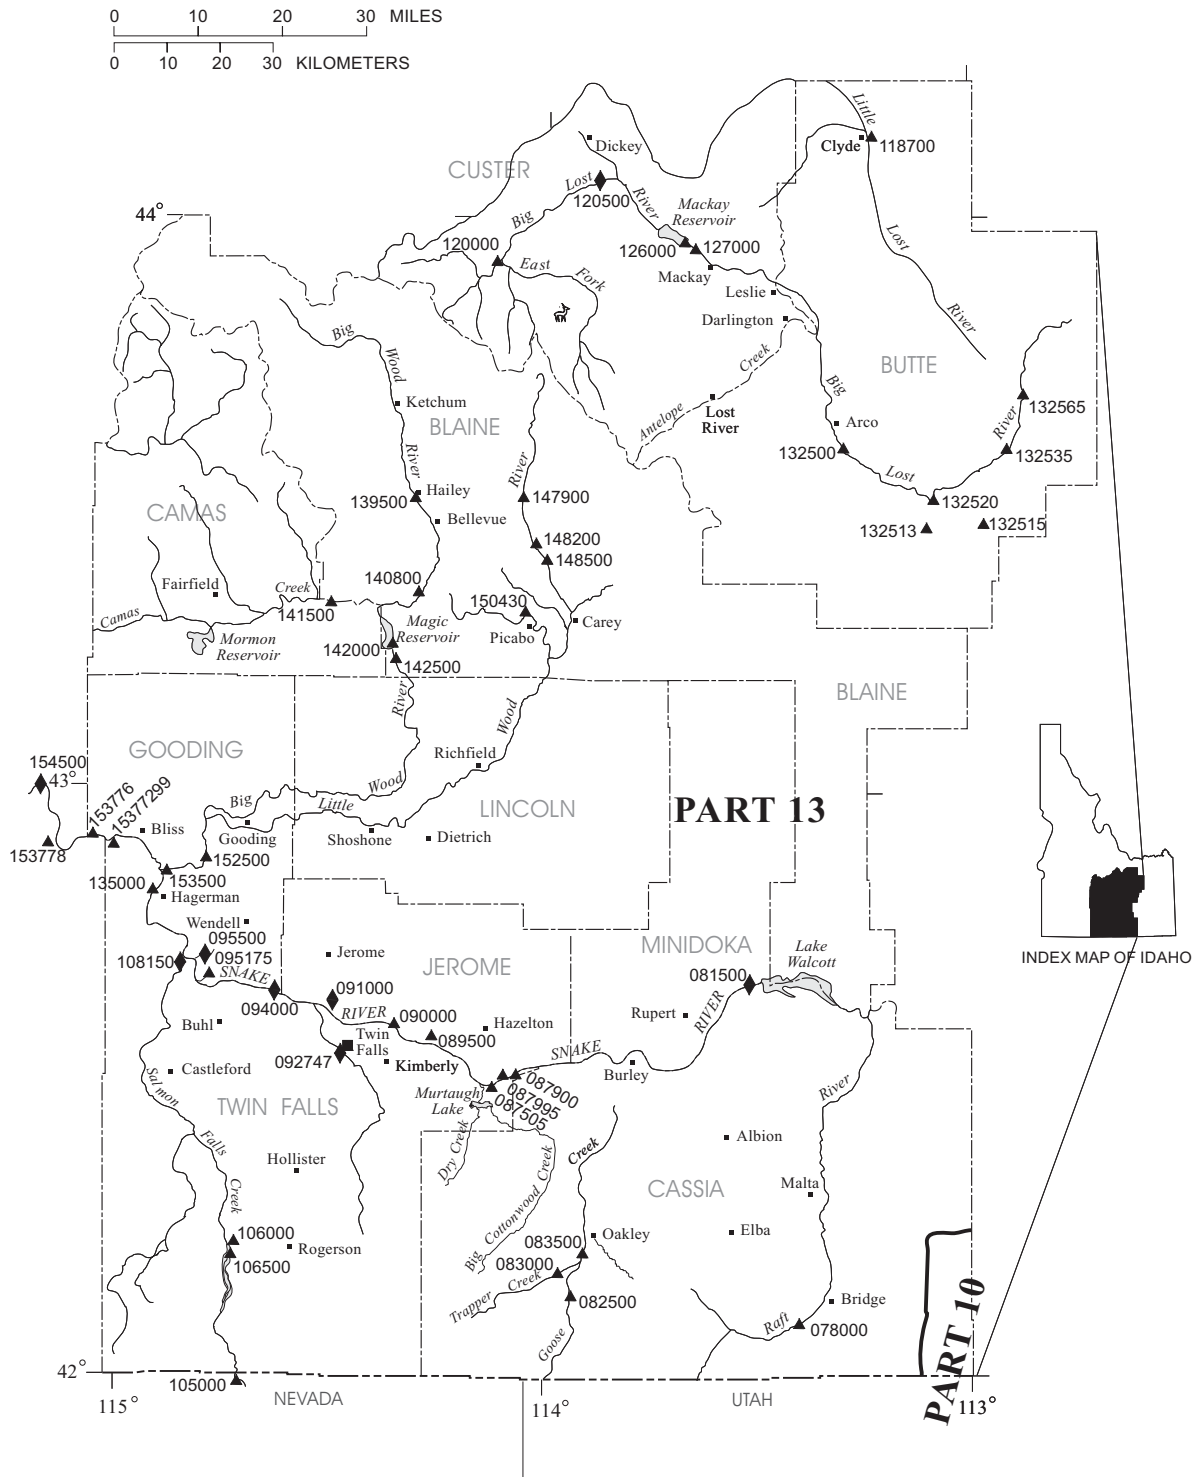 0 10 20 30 MILES
0 10 20 30 KILOMETERS
Little
Clyde
118700
Dickey
CUSTER
Lost
120500
River
Mackay
Reservoir
44°
Big
120000
126000
127000
East
Fork
Mackay
Leslie
Darlington
Lost
River
Big
Wood
Creek
BUTTE
Big
Ketchum
BLAINE
Antelope
Lost
River
Arco
132565
River
River
River
132500
132535
Lost
139500
Hailey
147900
132520
CAMAS
Bellevue
132513
132515
148200
148500
Fairfield
Creek
140800
150430
Camas
141500
Magic
Reservoir
Picabo
Carey
Mormon
Reservoir
142000
142500
BLAINE
River
Wood
GOODING
Richfield
154500
43°
153776
15377299
Wood
Big
Little
LINCOLN
PART 13
Bliss
Gooding
Shoshone
Dietrich
153778
152500
135000
153500
Hagerman
Wendell
095500
MINIDOKA
Lake
Walcott
INDEX MAP OF IDAHO
108150
095175
Jerome
JEROME
SNAKE
081500
094000
091000
RIVER
090000
Hazelton
Rupert
RIVER
Buhl
Twin
Falls
089500
092747
Kimberly
SNAKE
Castleford
Burley
087900
087995
087505
Murtaugh
Lake
Salmon
River
TWIN FALLS
Falls
Dry Creek
Creek
Albion
Hollister
Big Cottonwood Creek
CASSIA
Malta
Creek
106000
Oakley
Elba
Rogerson
083500
106500
083000
Trapper Creek
082500
Bridge
Raft
078000
Goose
PART 10
42°
105000
NEVADA
UTAH
115°
114°
113°